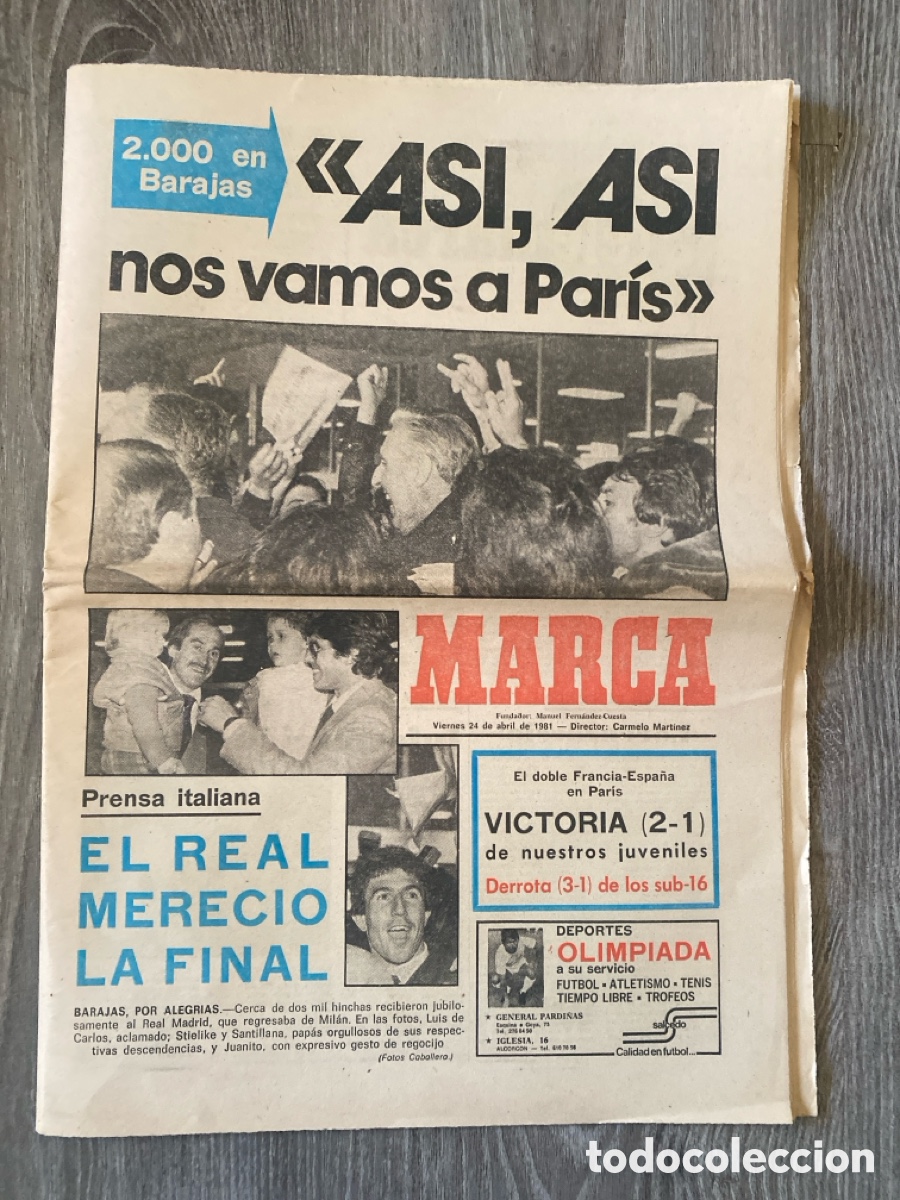 2.000 en
Barajas
«ASI, ASI
nos vamos a París»
MARCA
Fundador: Manuel Fernández-Cuesta
Viernes 24 de abril de 1981 — Director: Carmelo Martínez
Prensa italiana
EL REAL
MERECIO
LA FINAL
El doble Francia-España
en París
VICTORIA (2-1)
de nuestros juveniles
Derrota (3-1) de los sub-16
BARAJAS, POR ALEGRIAS.—Cerca de dos mil hinchas recibieron jubilo-
samente al Real Madrid, que regresaba de Milán. En las fotos, Luis de
Carlos, aclamado; Stielike y Santillana, papás orgullosos de sus respec-
tivas descendencias, y Juanito, con expresivo gesto de regocijo
(Fotos Caballero.)
DEPORTES
OLIMPIADA
a su servicio
FUTBOL • ATLETISMO • TENIS
TIEMPO LIBRE • TROFEOS
★ GENERAL PARDIÑAS
Esquina a Goya, 75
★ IGLESIA, 16
salcedo
Calidad en futbol...
todocoleccion